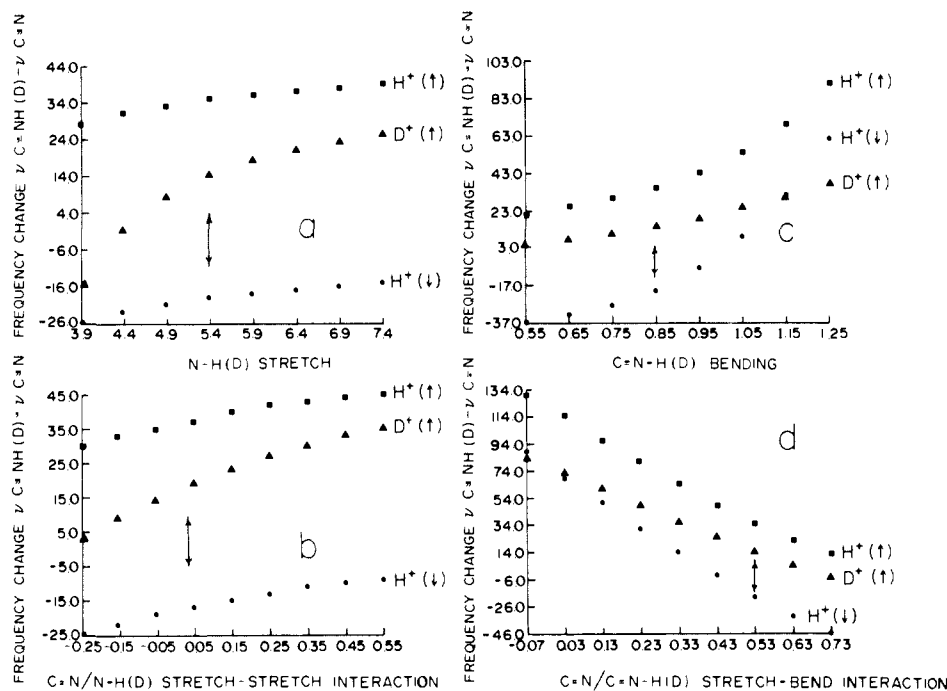 FREQUENCY CHANGE ν C=NH(D)-ν C=N
44.0
34.0
24.0
14.0
4.0
-6.0
-16.0
-26.0
3.9 4.4 4.9 5.4 5.9 6.4 6.9 7.4
N-H(D) STRETCH
H+(↑)
D+(↑)
a
H+(↓)
FREQUENCY CHANGE ν C=NH(D)-ν C=N
103.0
83.0
63.0
43.0
23.0
3.0
-17.0
-37.0
0.55 0.65 0.75 0.85 0.95 1.05 1.15 1.25
C=N-H(D) BENDING
H+(↑)
H+(↓)
D+(↑)
c
FREQUENCY CHANGE ν C=NH(D)-ν C=N
45.0
35.0
25.0
15.0
5.0
-5.0
-15.0
-25.0
-0.25 -0.15 -0.05 0.05 0.15 0.25 0.35 0.45 0.55
C=N/N-H(D) STRETCH-STRETCH INTERACTION
H+(↑)
D+(↑)
b
H+(↓)
FREQUENCY CHANGE ν C=NH(D)-ν C=N
134.0
114.0
94.0
74.0
54.0
34.0
14.0
-6.0
-26.0
-46.0
-0.07 0.03 0.13 0.23 0.33 0.43 0.53 0.63 0.73
C=N/C=N-H(D) STRETCH-BEND INTERACTION
d
H+(↑)
D+(↑)
H+(↓)